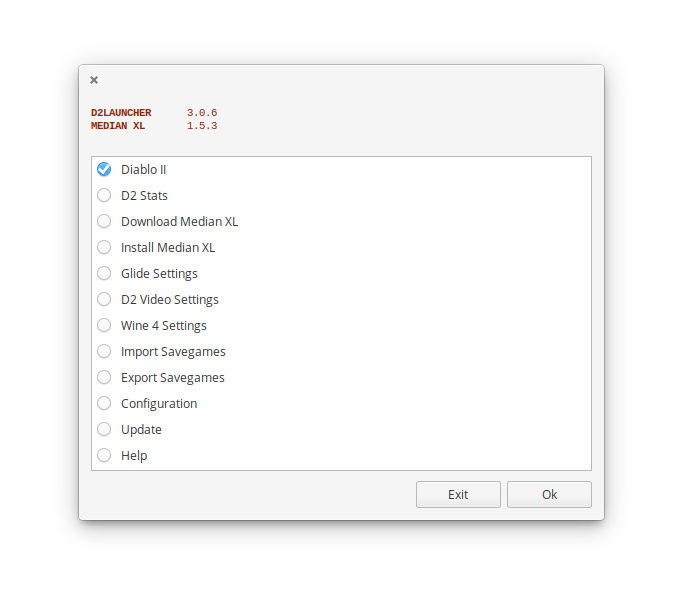 D2LAUNCHER 3.0.6
MEDIAN XL 1.5.3
Diablo II
D2 Stats
Download Median XL
Install Median XL
Glide Settings
D2 Video Settings
Wine 4 Settings
Import Savegames
Export Savegames
Configuration
Update
Help
Exit Ok